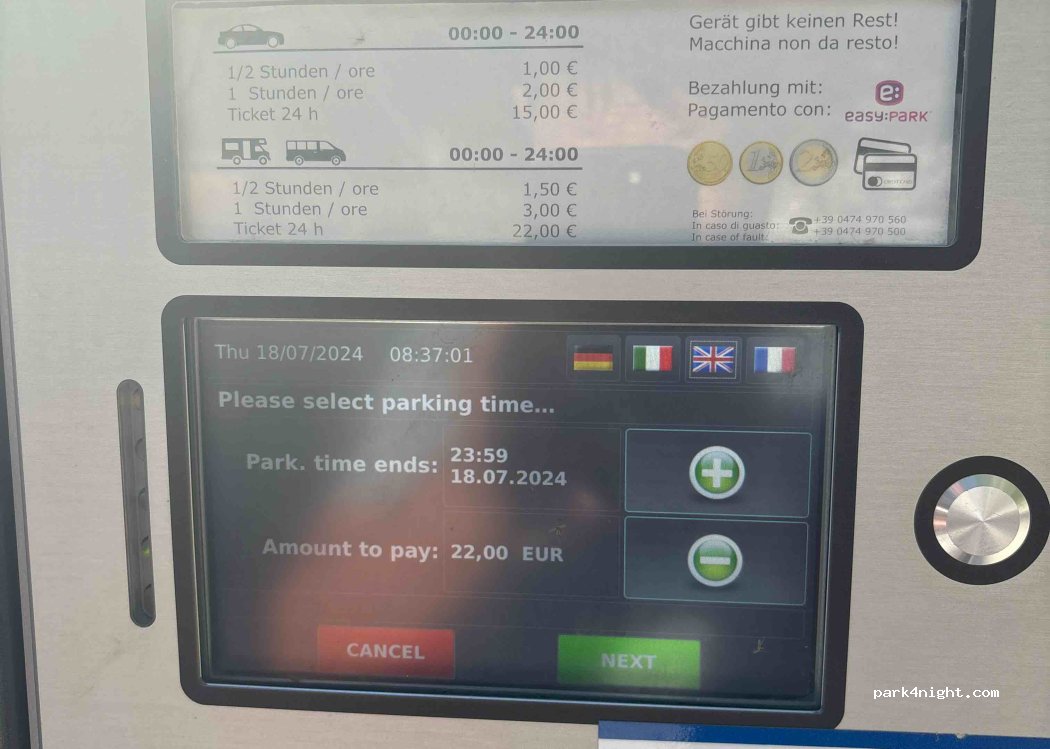 00:00 - 24:00
1/2 Stunden / ore 1,00 €
1 Stunden / ore 2,00 €
Ticket 24 h 15,00 €
00:00 - 24:00
1/2 Stunden / ore 1,50 €
1 Stunden / ore 3,00 €
Ticket 24 h 22,00 €
Gerät gibt keinen Rest!
Macchina non da resto!
Bezahlung mit:
Pagamento con:
e:
easy:PARK
Bei Störung:
In caso di guasto:
In case of fault:
+39 0474 970 560
+39 0474 970 500
Thu 18/07/2024 08:37:01
Please select parking time...
Park. time ends: 23:59
18.07.2024
Amount to pay: 22,00 EUR
CANCEL
NEXT
park4night.com